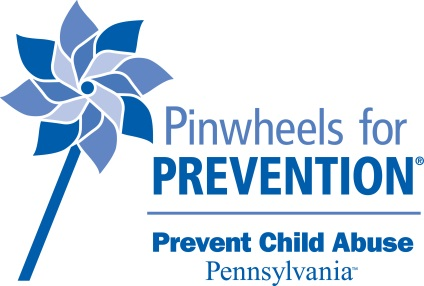 Pinwheels for
PREVENTION®
Prevent Child Abuse
Pennsylvania™